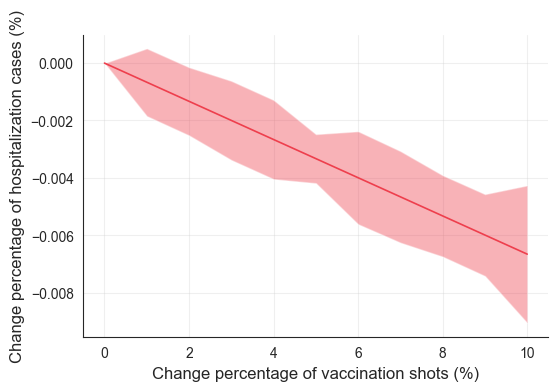 Change percentage of hospitalization cases (%)
0.000
−0.002
−0.004
−0.006
−0.008
0 2 4 6 8 10
Change percentage of vaccination shots (%)